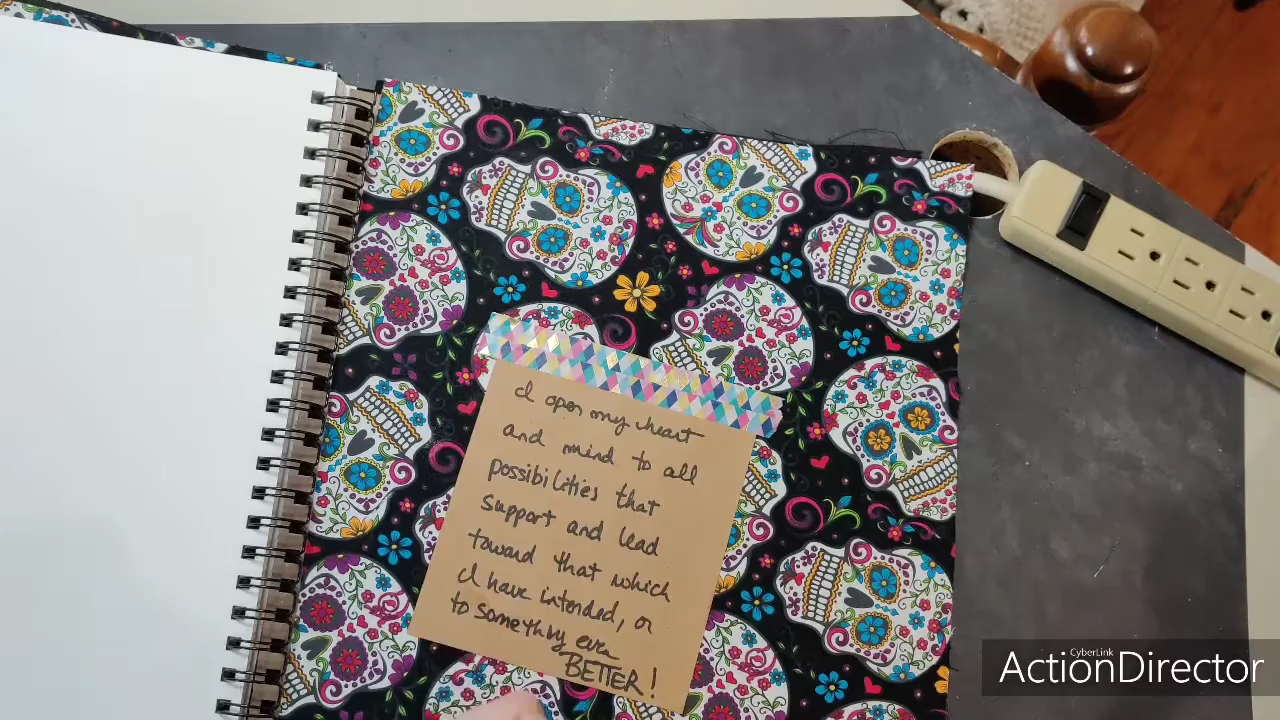 I open my heart
and mind to all
possibilities that
support and lead
toward that which
I have intended, or
to something even
BETTER!
CyberLink
ActionDirector